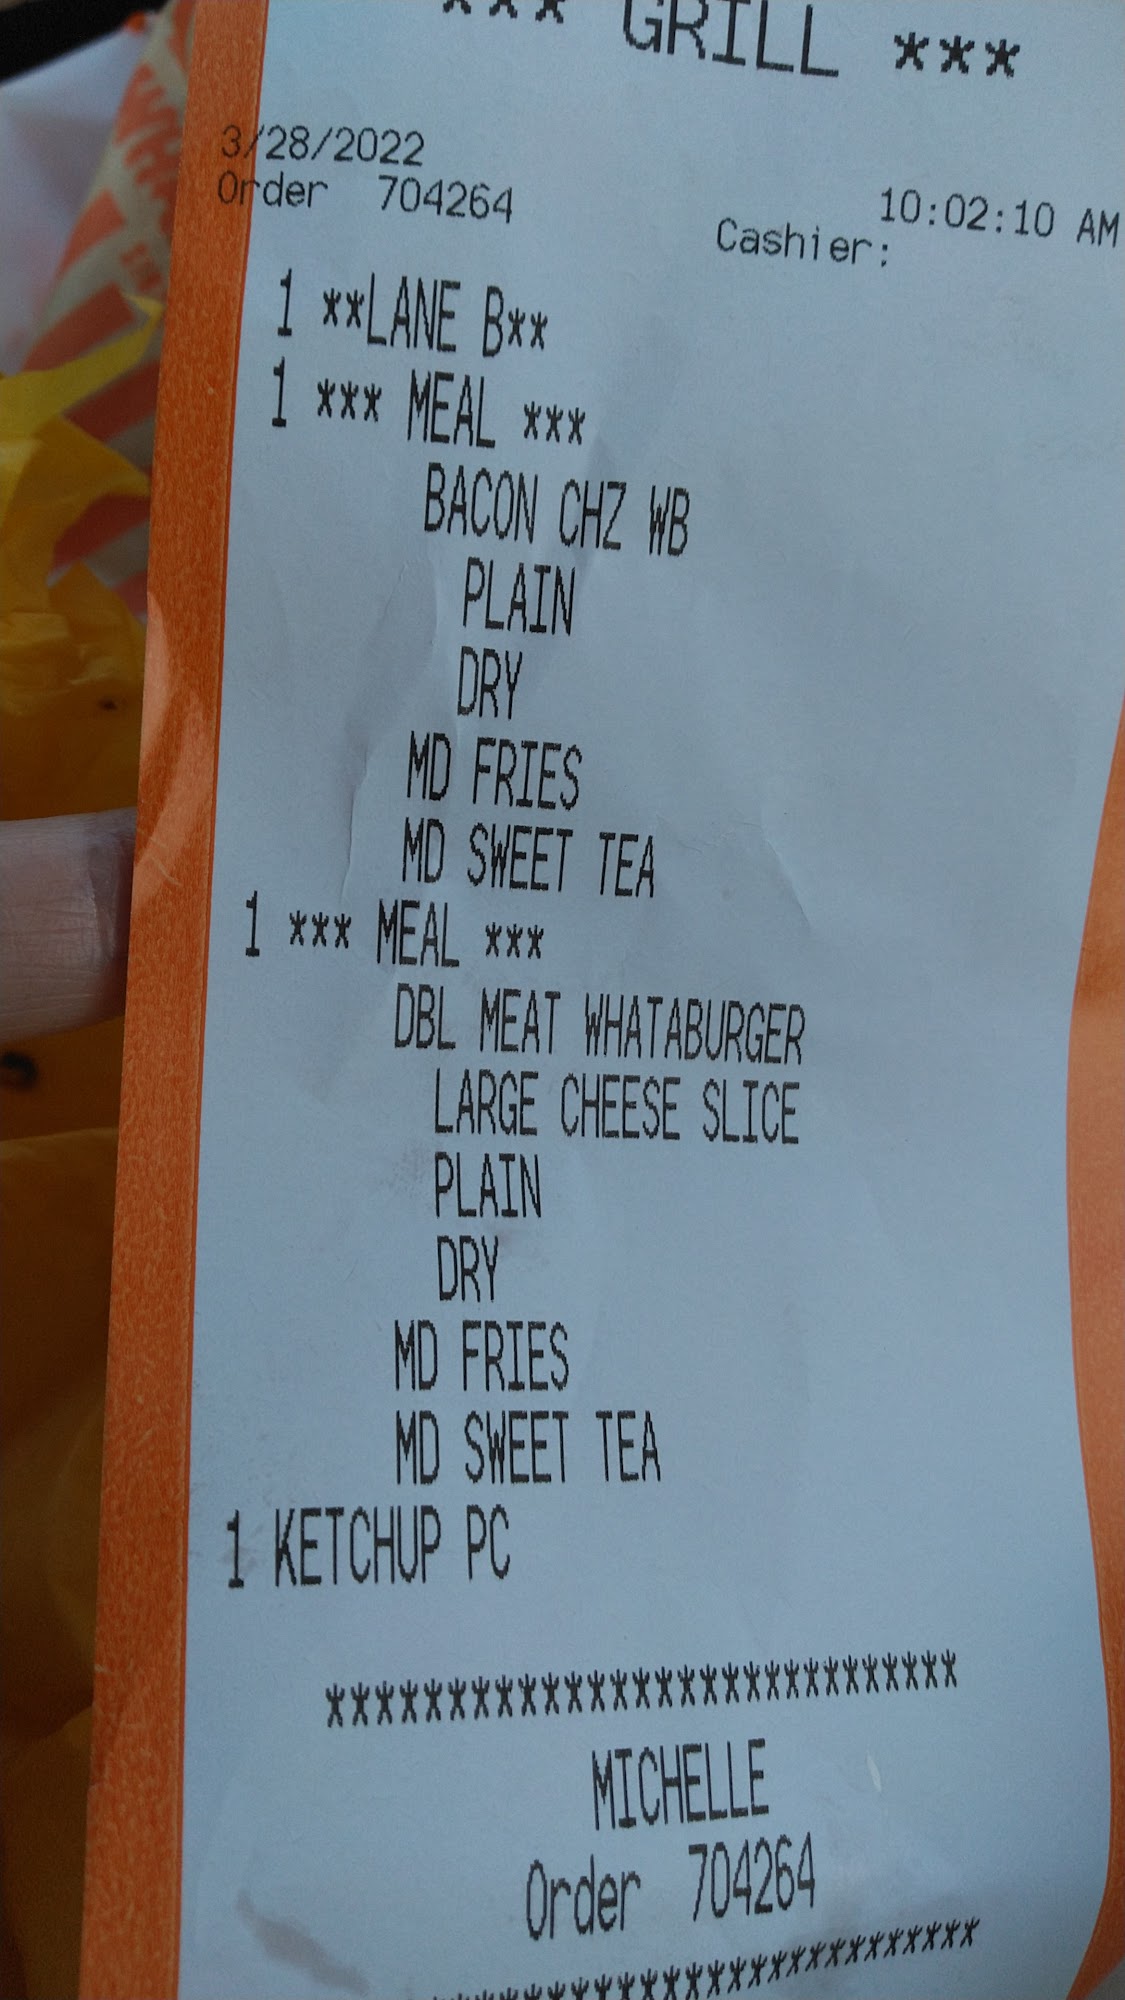 *** GRILL ***
3/28/2022
10:02:10 AM
Order 704264
Cashier:
1 **LANE B**
1 *** MEAL ***
BACON CHZ WB
PLAIN
DRY
MD FRIES
MD SWEET TEA
1 *** MEAL ***
DBL MEAT WHATABURGER
LARGE CHEESE SLICE
PLAIN
DRY
MD FRIES
MD SWEET TEA
1 KETCHUP PC
***************************
MICHELLE
Order 704264
***************************